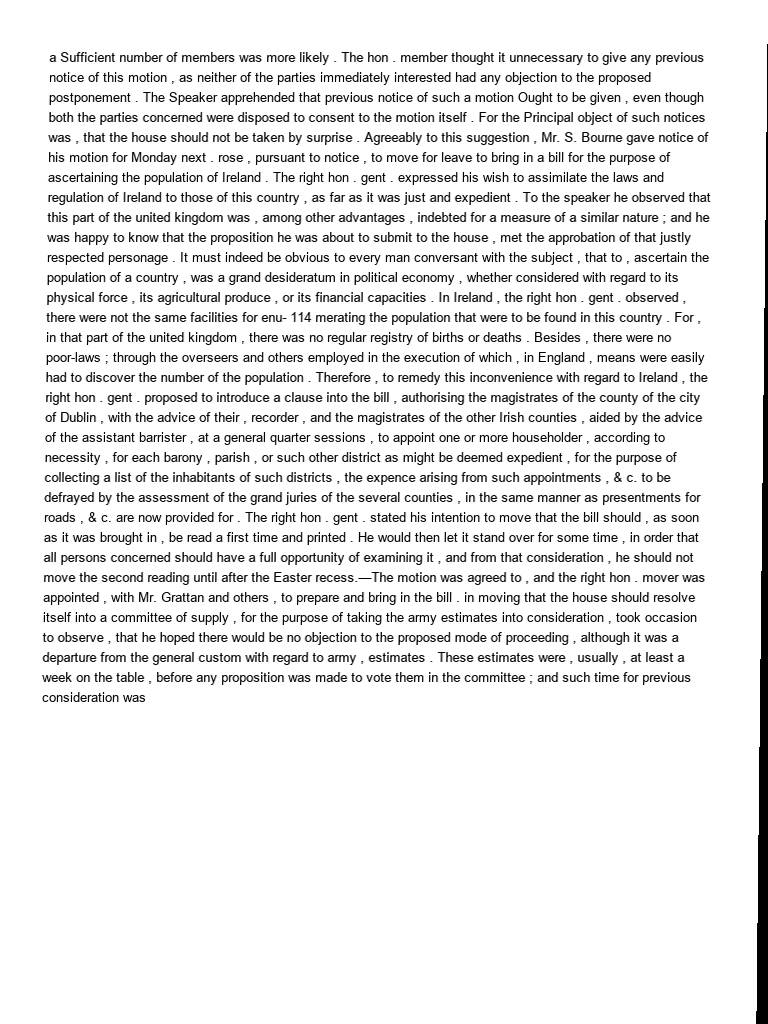 a Sufficient number of members was more likely . The hon . member thought it unnecessary to give any previous
notice of this motion , as neither of the parties immediately interested had any objection to the proposed
postponement . The Speaker apprehended that previous notice of such a motion Ought to be given , even though
both the parties concerned were disposed to consent to the motion itself . For the Principal object of such notices
was , that the house should not be taken by surprise . Agreeably to this suggestion , Mr. S. Bourne gave notice of
his motion for Monday next . rose , pursuant to notice , to move for leave to bring in a bill for the purpose of
ascertaining the population of Ireland . The right hon . gent . expressed his wish to assimilate the laws and
regulation of Ireland to those of this country , as far as it was just and expedient . To the speaker he observed that
this part of the united kingdom was , among other advantages , indebted for a measure of a similar nature ; and he
was happy to know that the proposition he was about to submit to the house , met the approbation of that justly
respected personage . It must indeed be obvious to every man conversant with the subject , that to , ascertain the
population of a country , was a grand desideratum in political economy , whether considered with regard to its
physical force , its agricultural produce , or its financial capacities . In Ireland , the right hon . gent . observed ,
there were not the same facilities for enu- 114 merating the population that were to be found in this country . For ,
in that part of the united kingdom , there was no regular registry of births or deaths . Besides , there were no
poor-laws ; through the overseers and others employed in the execution of which , in England , means were easily
had to discover the number of the population . Therefore , to remedy this inconvenience with regard to Ireland , the
right hon . gent . proposed to introduce a clause into the bill , authorising the magistrates of the county of the city
of Dublin , with the advice of their , recorder , and the magistrates of the other Irish counties , aided by the advice
of the assistant barrister , at a general quarter sessions , to appoint one or more householder , according to
necessity , for each barony , parish , or such other district as might be deemed expedient , for the purpose of
collecting a list of the inhabitants of such districts , the expence arising from such appointments , & c. to be
defrayed by the assessment of the grand juries of the several counties , in the same manner as presentments for
roads , & c. are now provided for . The right hon . gent . stated his intention to move that the bill should , as soon
as it was brought in , be read a first time and printed . He would then let it stand over for some time , in order that
all persons concerned should have a full opportunity of examining it , and from that consideration , he should not
move the second reading until after the Easter recess.—The motion was agreed to , and the right hon . mover was
appointed , with Mr. Grattan and others , to prepare and bring in the bill . in moving that the house should resolve
itself into a committee of supply , for the purpose of taking the army estimates into consideration , took occasion
to observe , that he hoped there would be no objection to the proposed mode of proceeding , although it was a
departure from the general custom with regard to army , estimates . These estimates were , usually , at least a
week on the table , before any proposition was made to vote them in the committee ; and such time for previous
consideration was